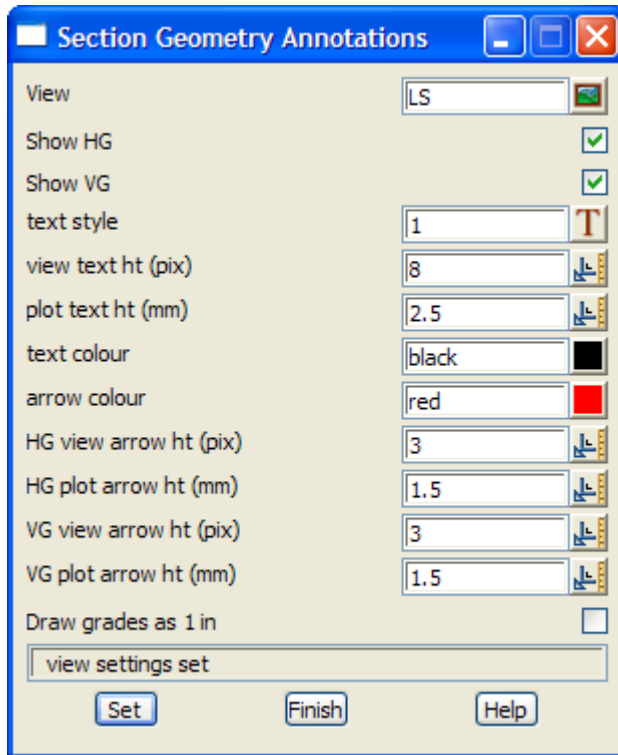 Section Geometry Annotations
View LS
Show HG
Show VG
text style 1 T
view text ht (pix) 8
plot text ht (mm) 2.5
text colour black
arrow colour red
HG view arrow ht (pix) 3
HG plot arrow ht (mm) 1.5
VG view arrow ht (pix) 3
VG plot arrow ht (mm) 1.5
Draw grades as 1 in
view settings set
Set Finish Help